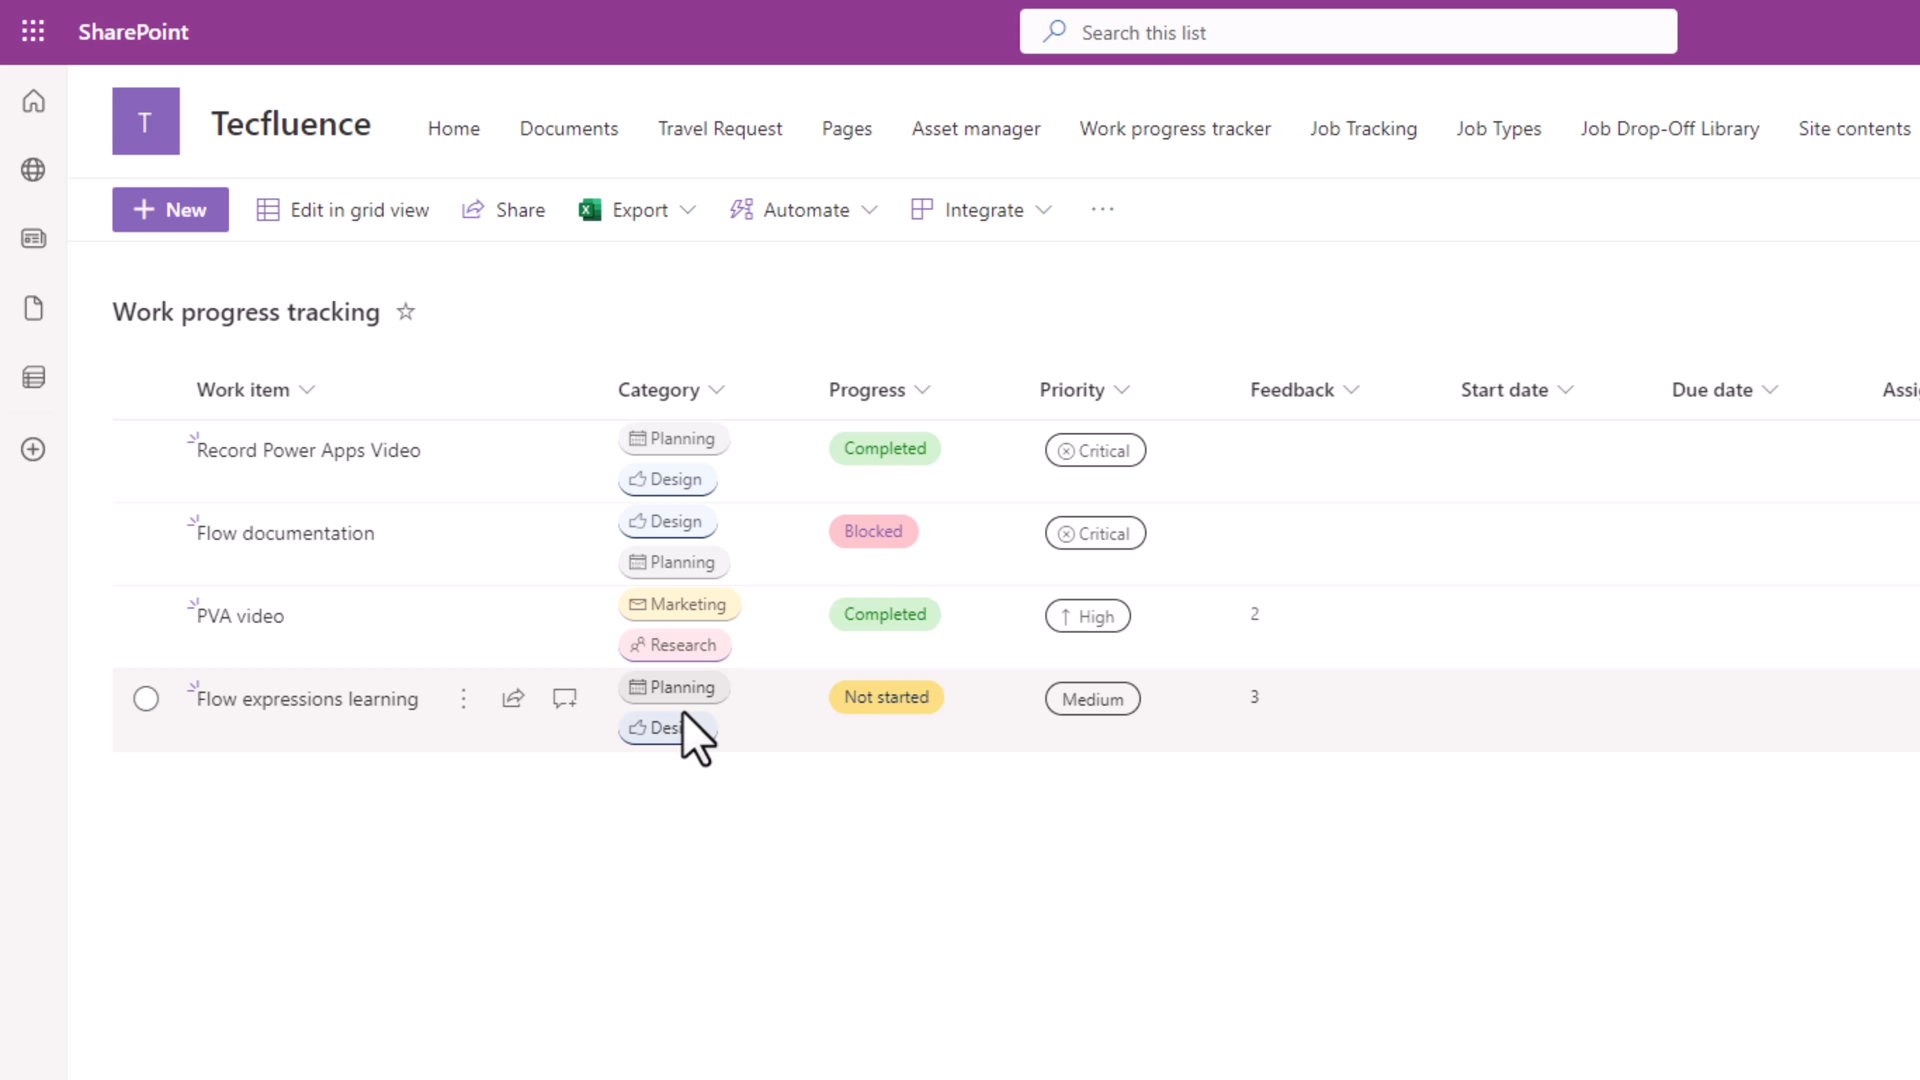 SharePoint
Search this list
T
Tecfluence
Home Documents Travel Request Pages Asset manager Work progress tracker Job Tracking Job Types Job Drop-Off Library Site contents
New Edit in grid view Share Export Automate Integrate ...
Work progress tracking
Work item Category Progress Priority Feedback Start date Due date Assi
Record Power Apps Video Planning Completed Critical
Design
Flow documentation Design Blocked Critical
Planning
PVA video Marketing Completed High 2
Research
Flow expressions learning Planning Not started Medium 3
Desi